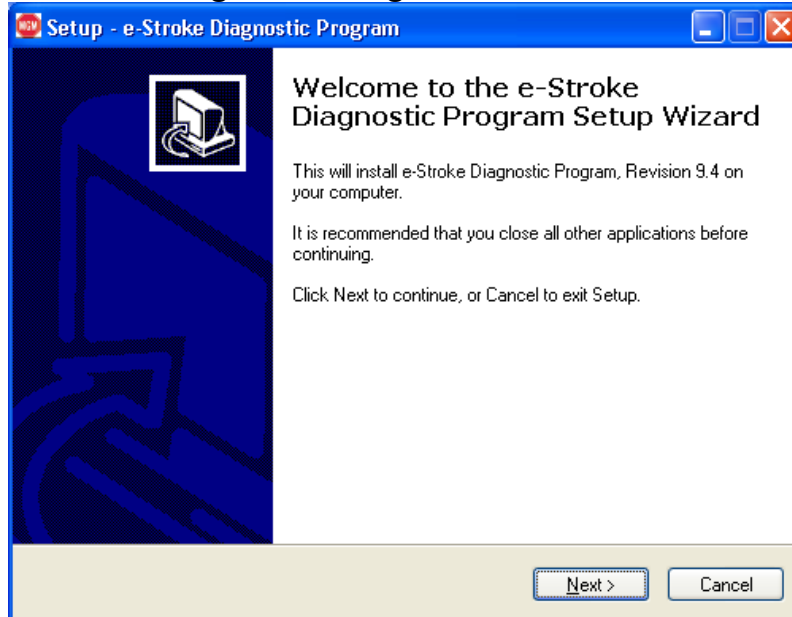 Setup - e-Stroke Diagnostic Program
Welcome to the e-Stroke
Diagnostic Program Setup Wizard
This will install e-Stroke Diagnostic Program, Revision 9.4 on
your computer.
It is recommended that you close all other applications before
continuing.
Click Next to continue, or Cancel to exit Setup.
Next >
Cancel